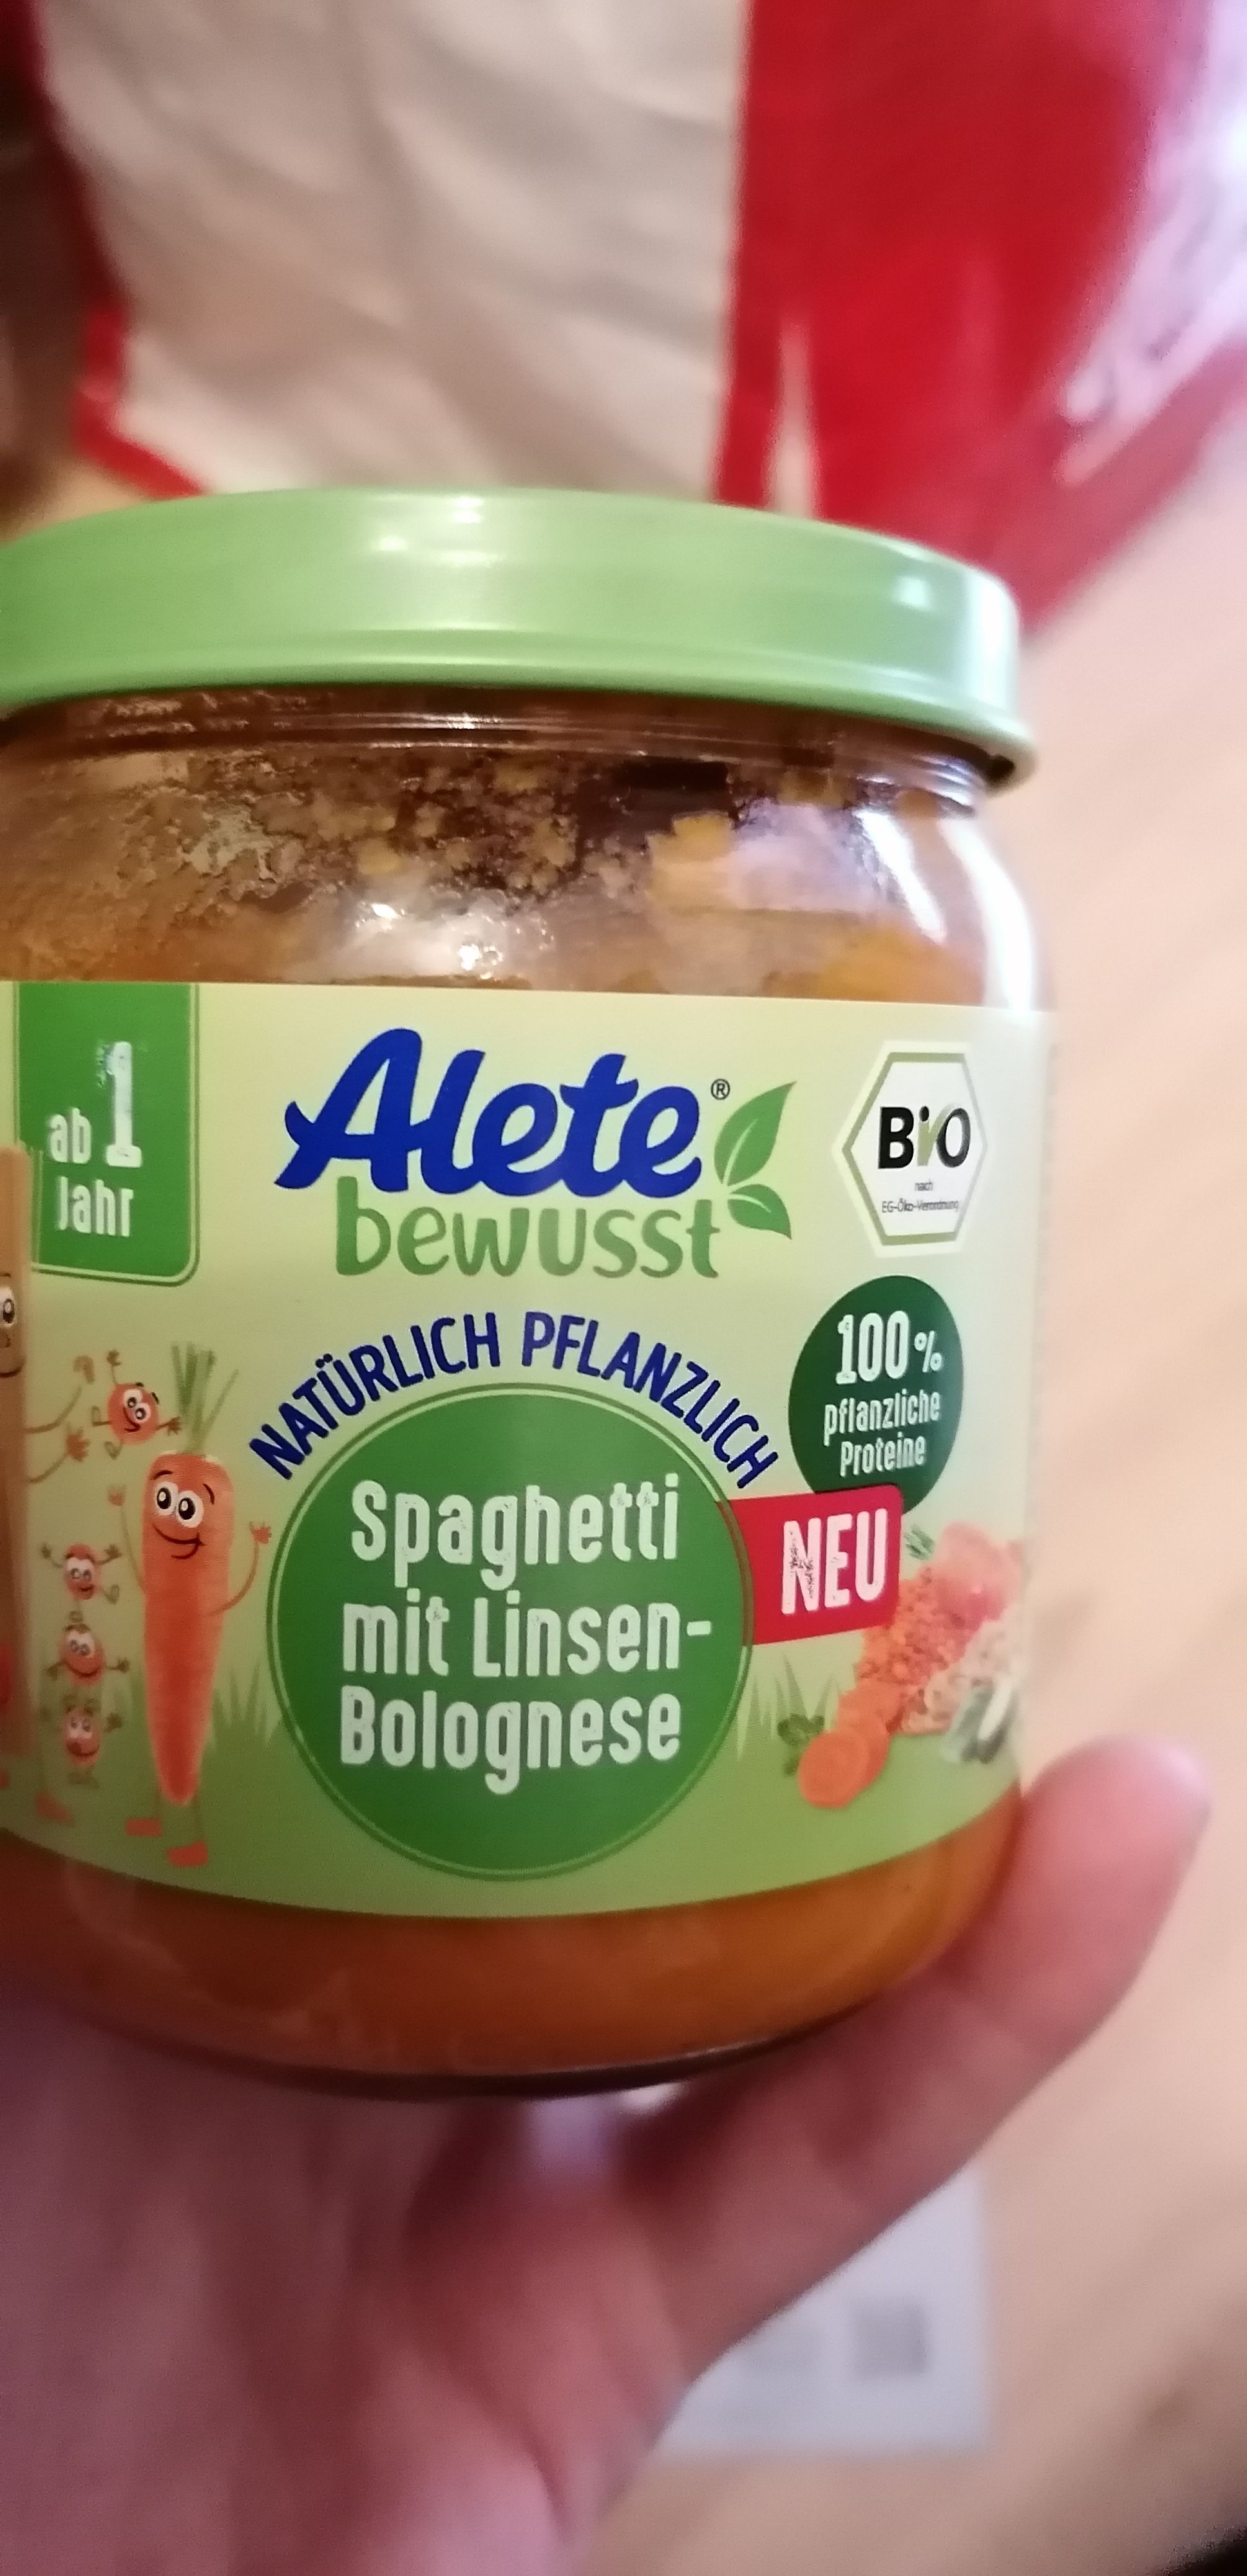 ab 1
Jahr
Alete®
bewusst
BiO
nach
EG-Öko-Verordnung
NATÜRLICH PFLANZLICH
100%
pflanzliche
Proteine
NEU
Spaghetti
mit Linsen-
Bolognese